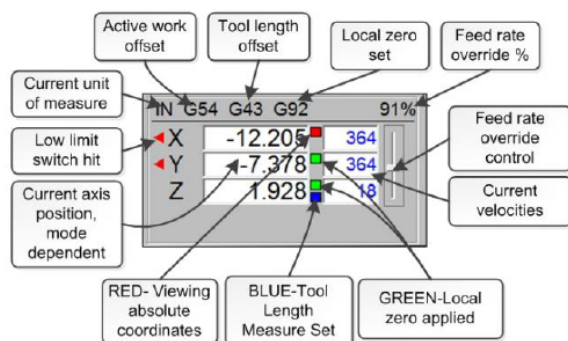 Active work
offset
Tool length
offset
Local zero
set
Feed rate
override %
Current unit
of measure
IN G54 G43 G92 91%
Low limit
switch hit
X -12.205 364
Y -7.378 364
Z 1.928 18
Feed rate
override
control
Current axis
position,
mode
dependent
Current
velocities
RED- Viewing
absolute
coordinates
BLUE-Tool
Length
Measure Set
GREEN-Local
zero applied